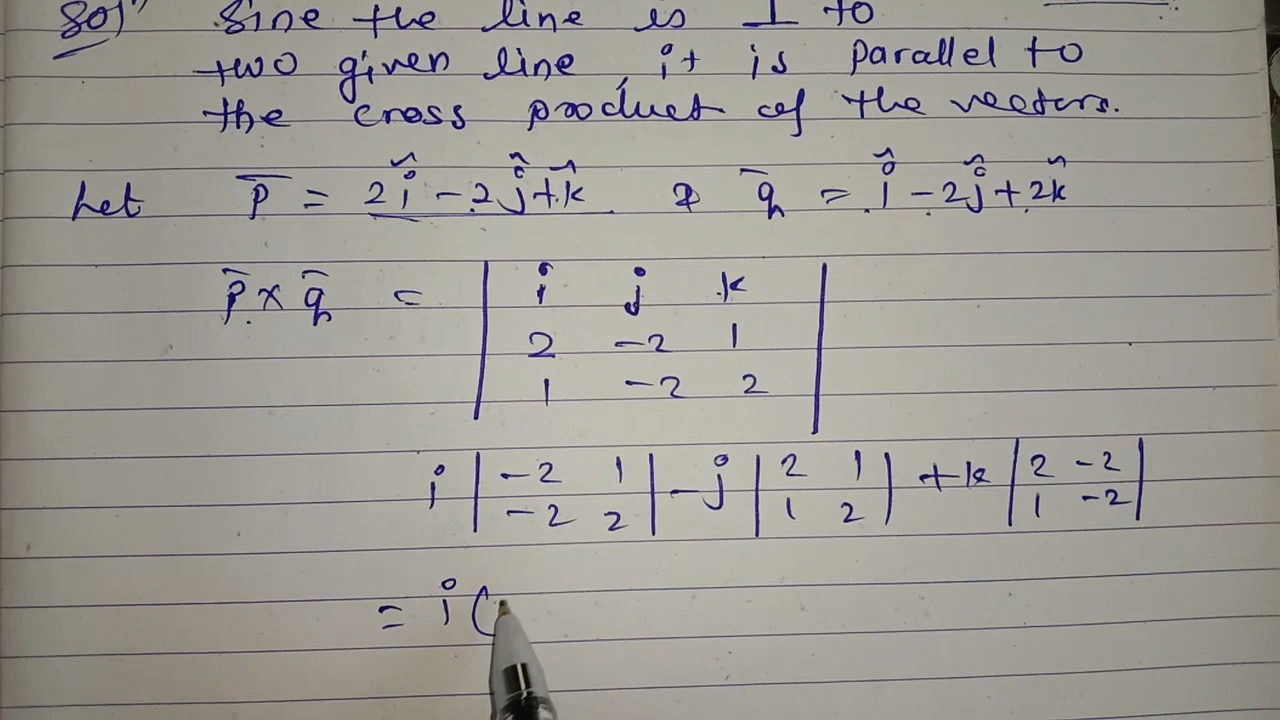 Sol" Sine the line is ⊥ to
two given line, it is parallel to
the cross product of the vectors.
Let p̅ = 2î - 2ĵ + k̂ & q̅ = î - 2ĵ + 2k̂
p̅ × q̅ = | i j k |
| 2 -2 1 |
| 1 -2 2 |
i | -2 1 | - j | 2 1 | + k | 2 -2 |
| -2 2 | | 1 2 | | 1 -2 |
= i (